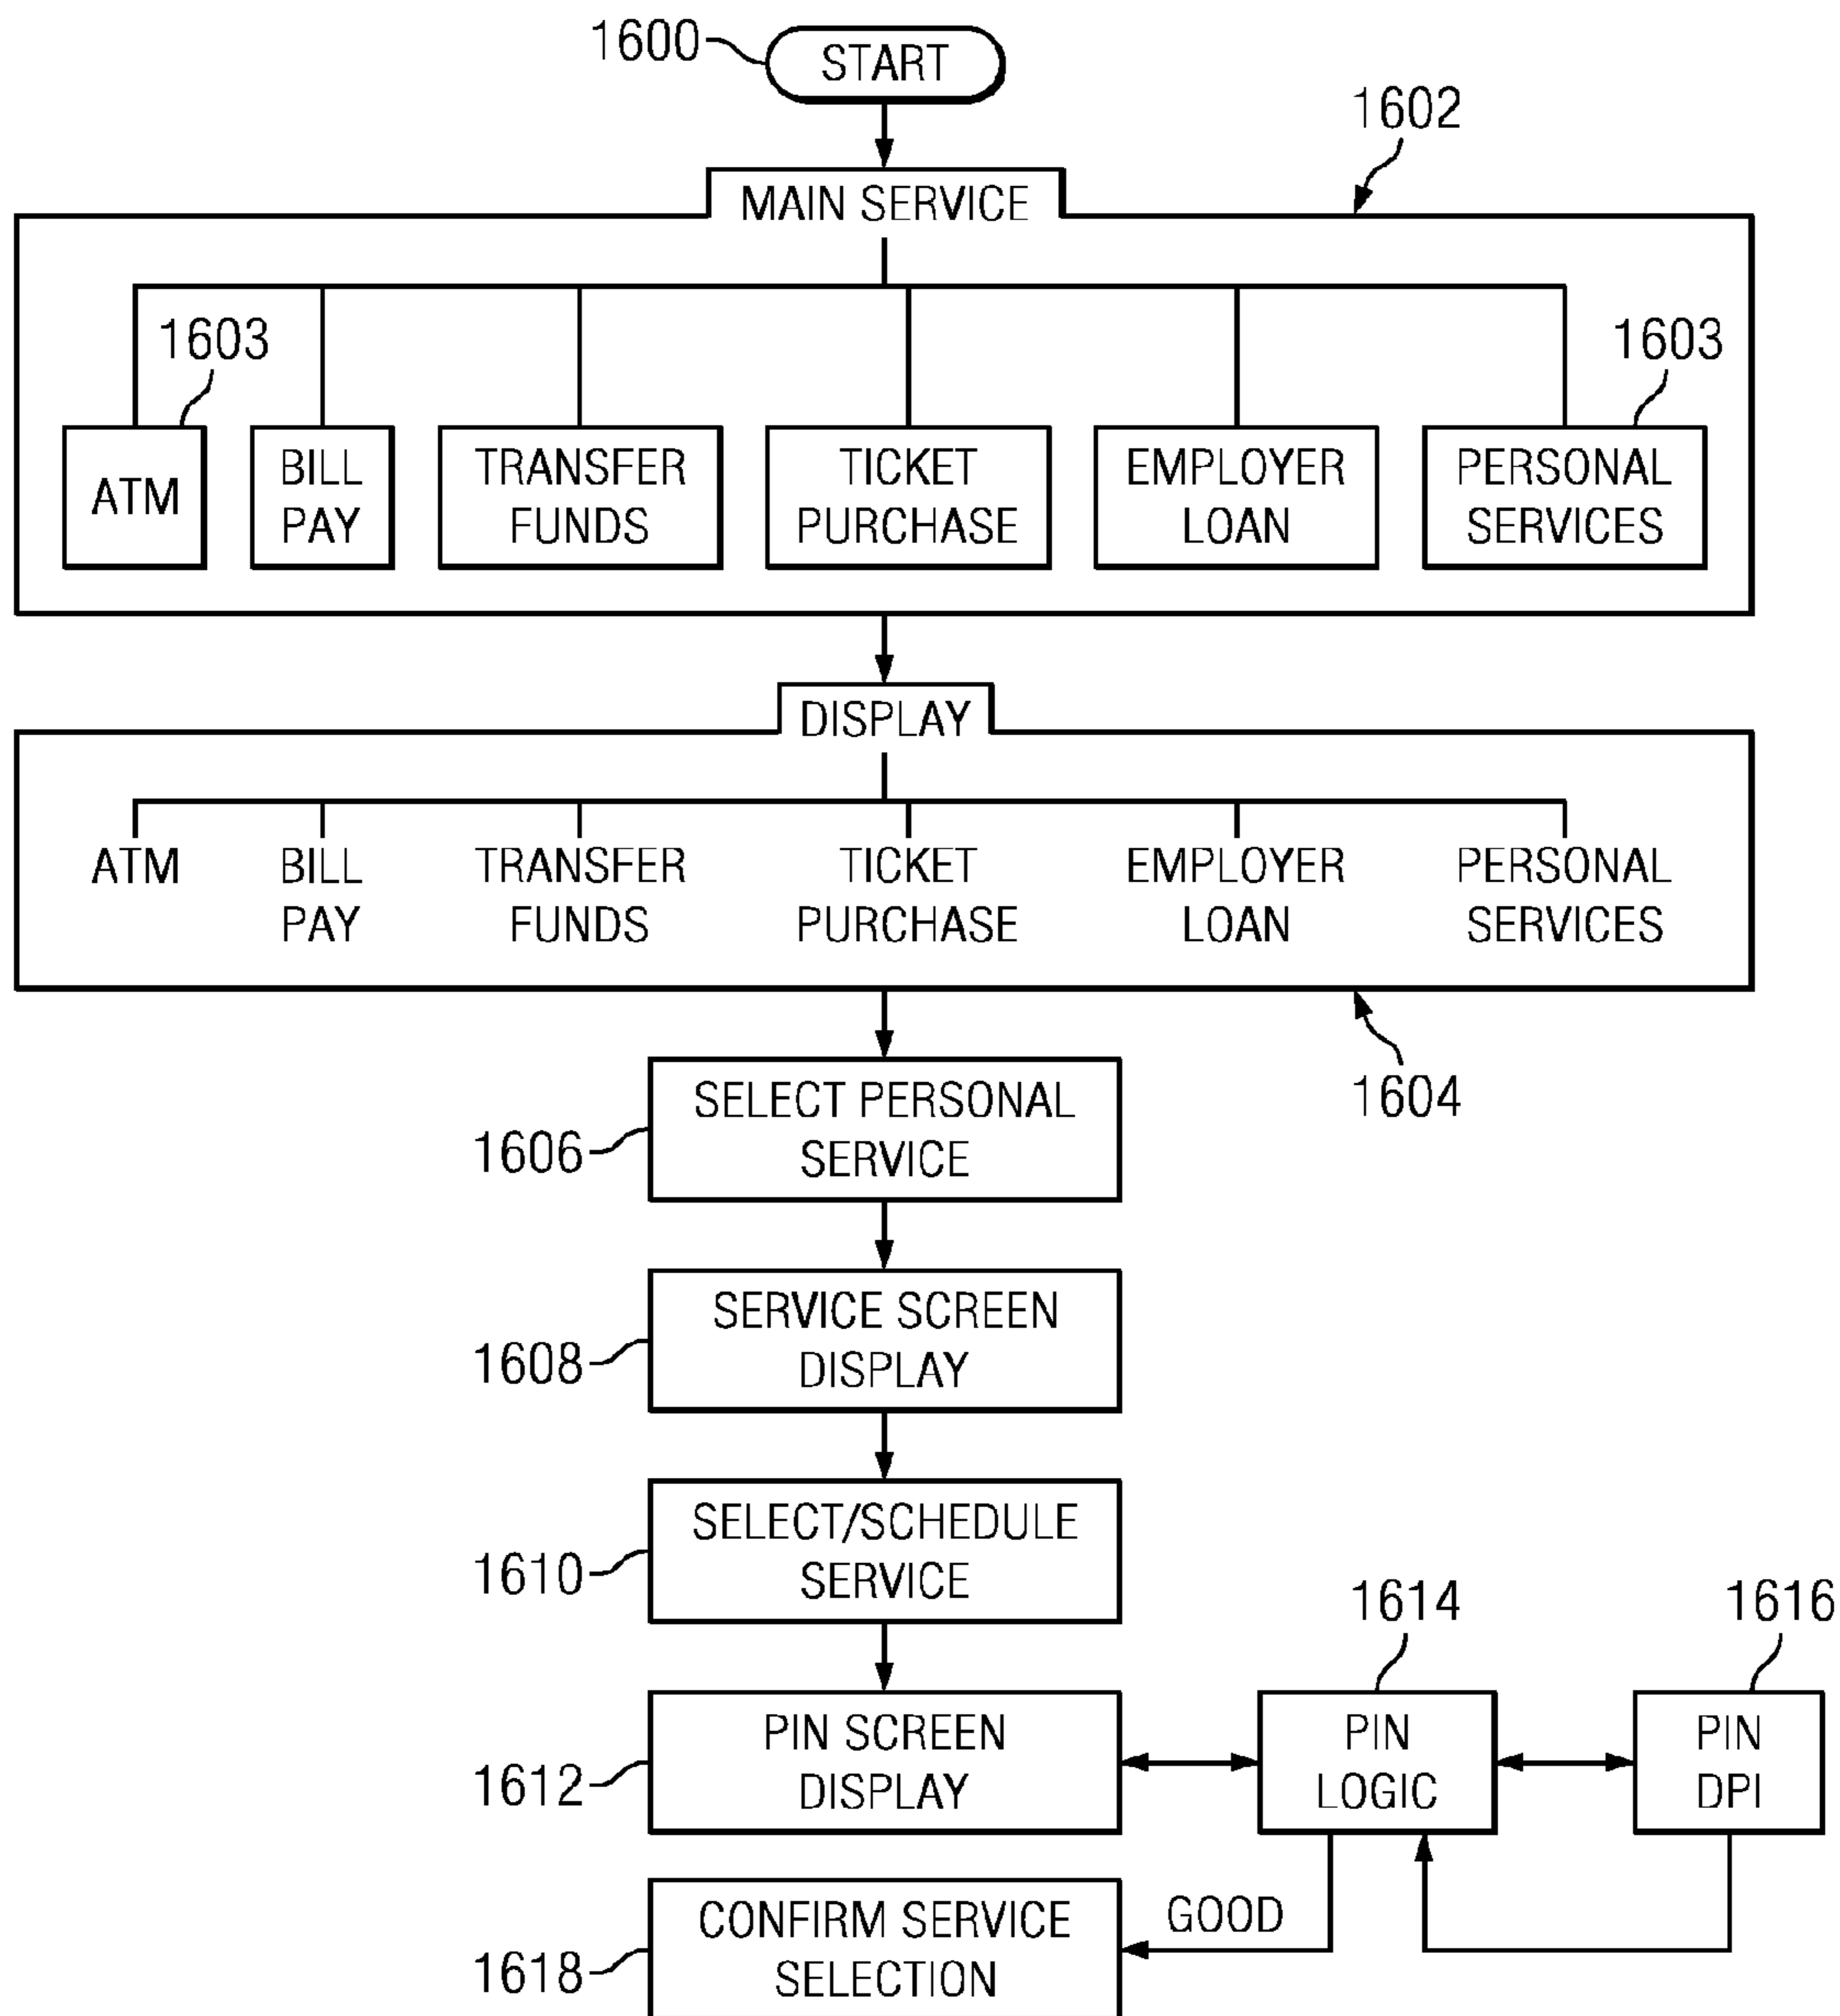 1600
START
1602
MAIN SERVICE
1603
1603
ATM
BILL
PAY
TRANSFER
FUNDS
TICKET
PURCHASE
EMPLOYER
LOAN
PERSONAL
SERVICES
DISPLAY
ATM
BILL
PAY
TRANSFER
FUNDS
TICKET
PURCHASE
EMPLOYER
LOAN
PERSONAL
SERVICES
1604
SELECT PERSONAL
SERVICE
1606
SERVICE SCREEN
DISPLAY
1608
SELECT/SCHEDULE
SERVICE
1610
1614
1616
PIN SCREEN
DISPLAY
1612
PIN
LOGIC
PIN
DPI
GOOD
CONFIRM SERVICE
SELECTION
1618